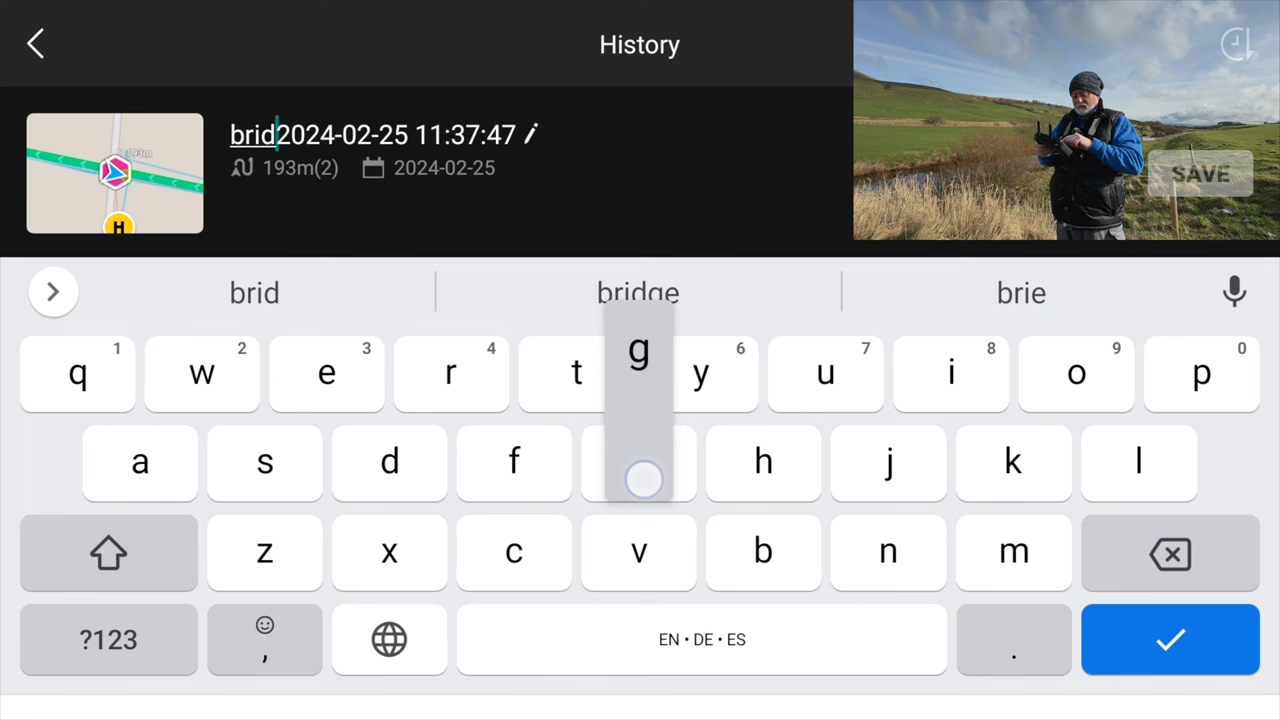 History
193m
brid2024-02-25 11:37:47
193m(2) 2024-02-25
H
SAVE
brid bridge brie
q 1 w 2 e 3 r 4 t g y 6 u 7 i 8 o 9 p 0
a s d f h j k l
z x c v b n m
?123 , EN • DE • ES .